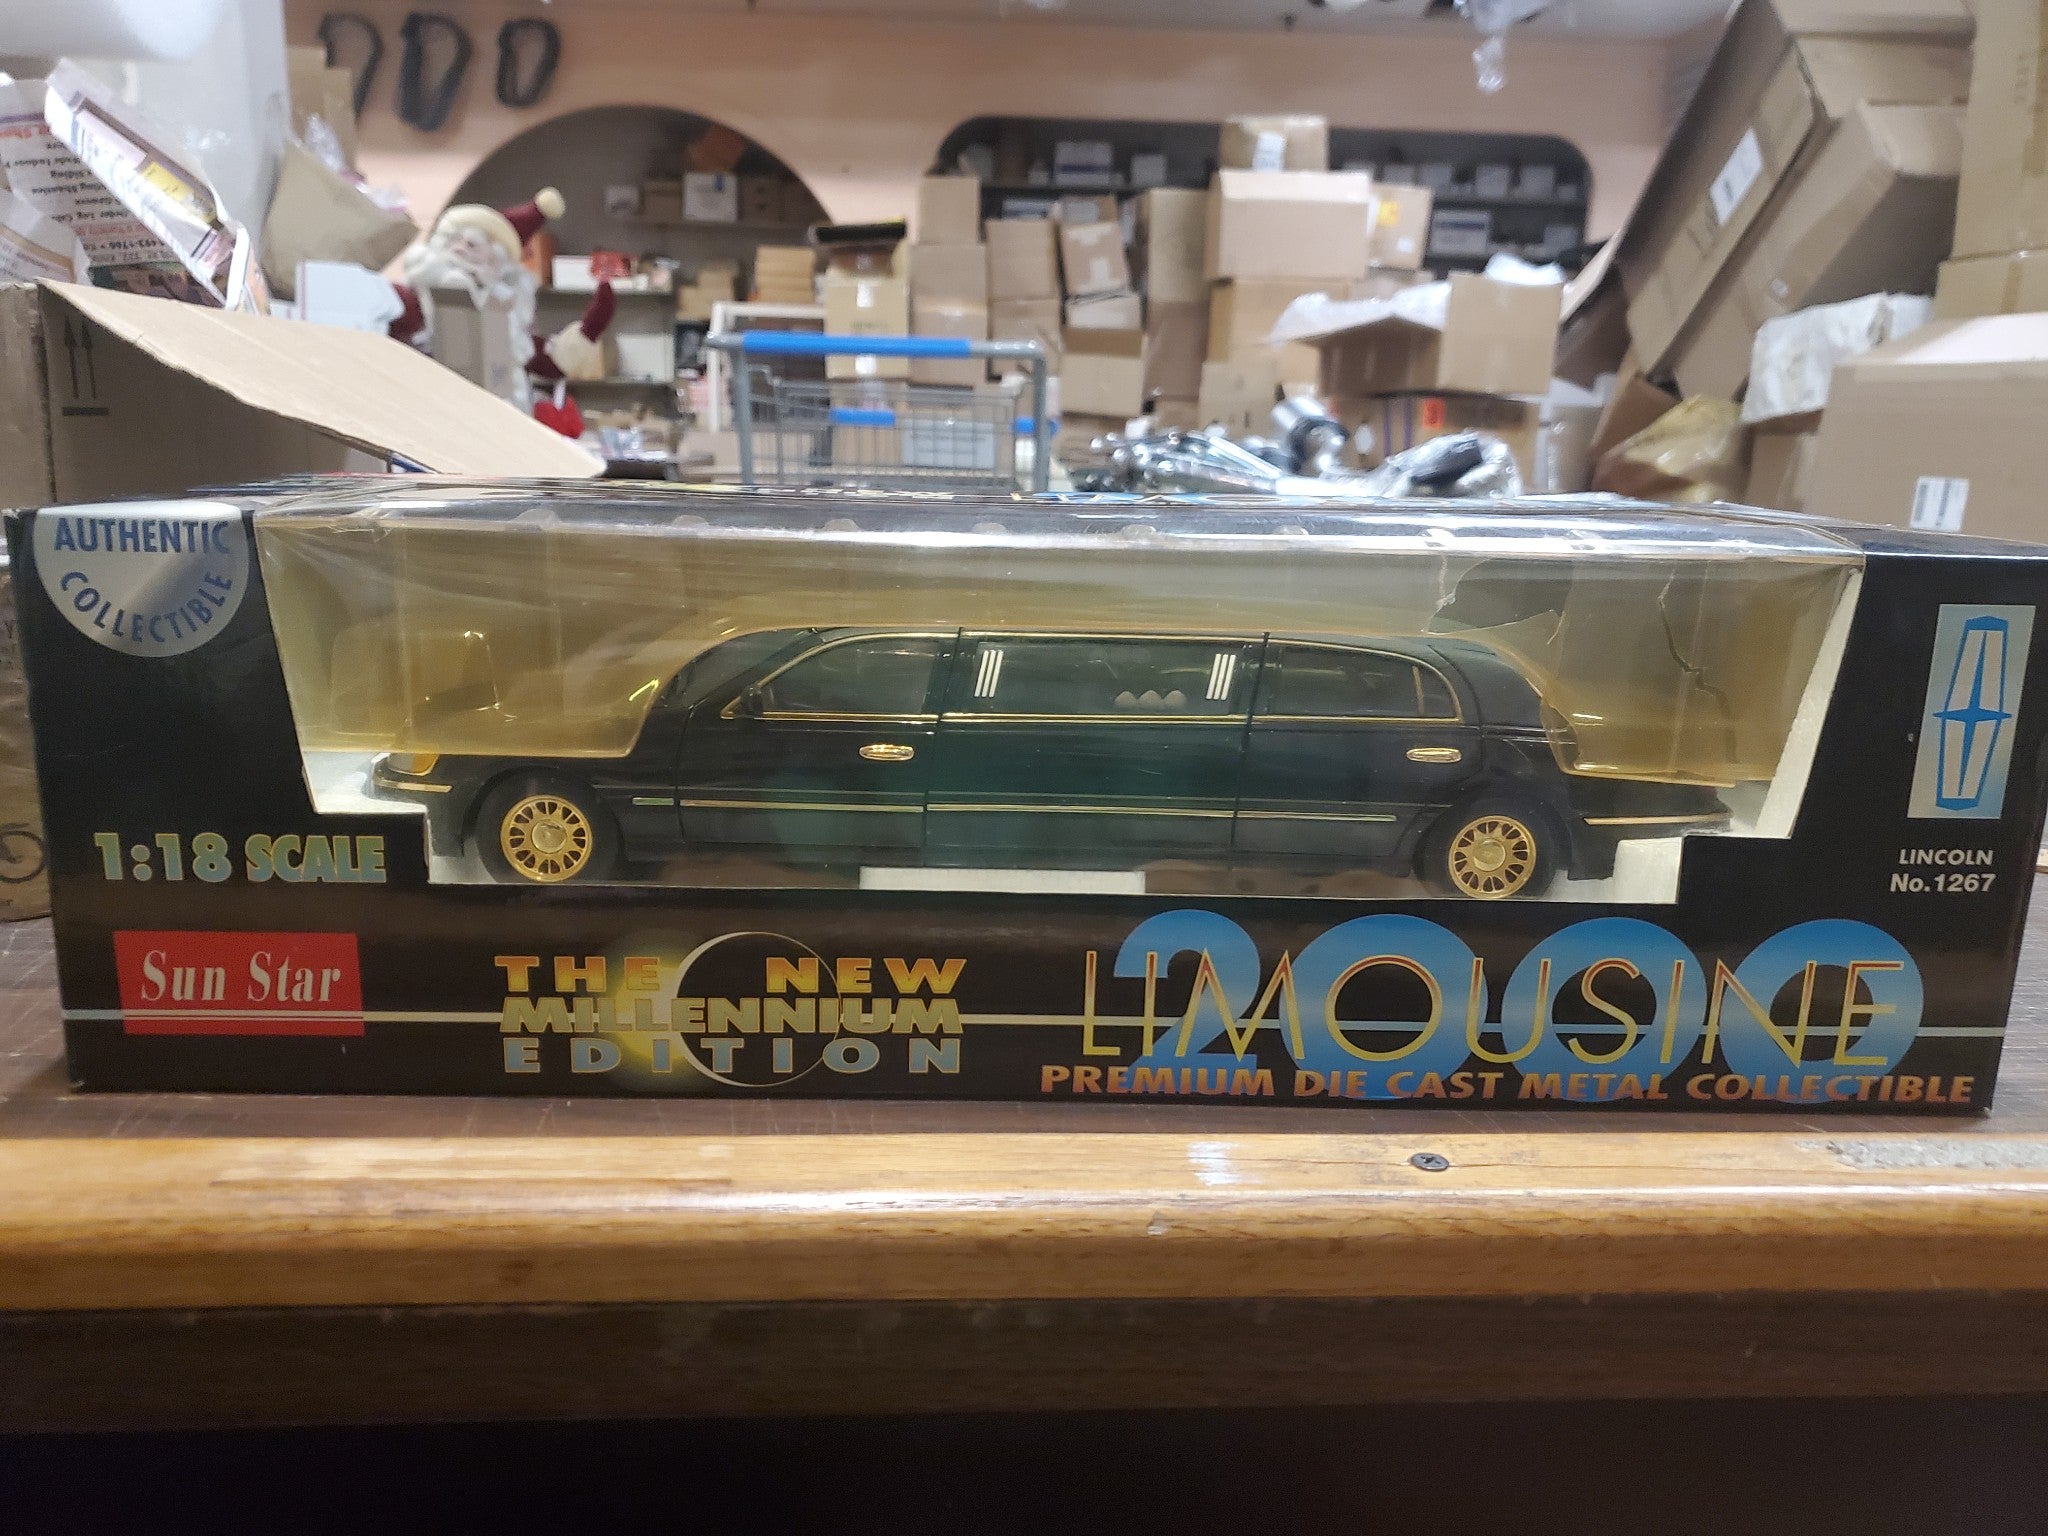 AUTHENTIC
COLLECTIBLE
1:18 SCALE
Sun Star
THE NEW
MILLENNIUM
EDITION
2000
LIMOUSINE
PREMIUM DIE CAST METAL COLLECTIBLE
LINCOLN
No.1267